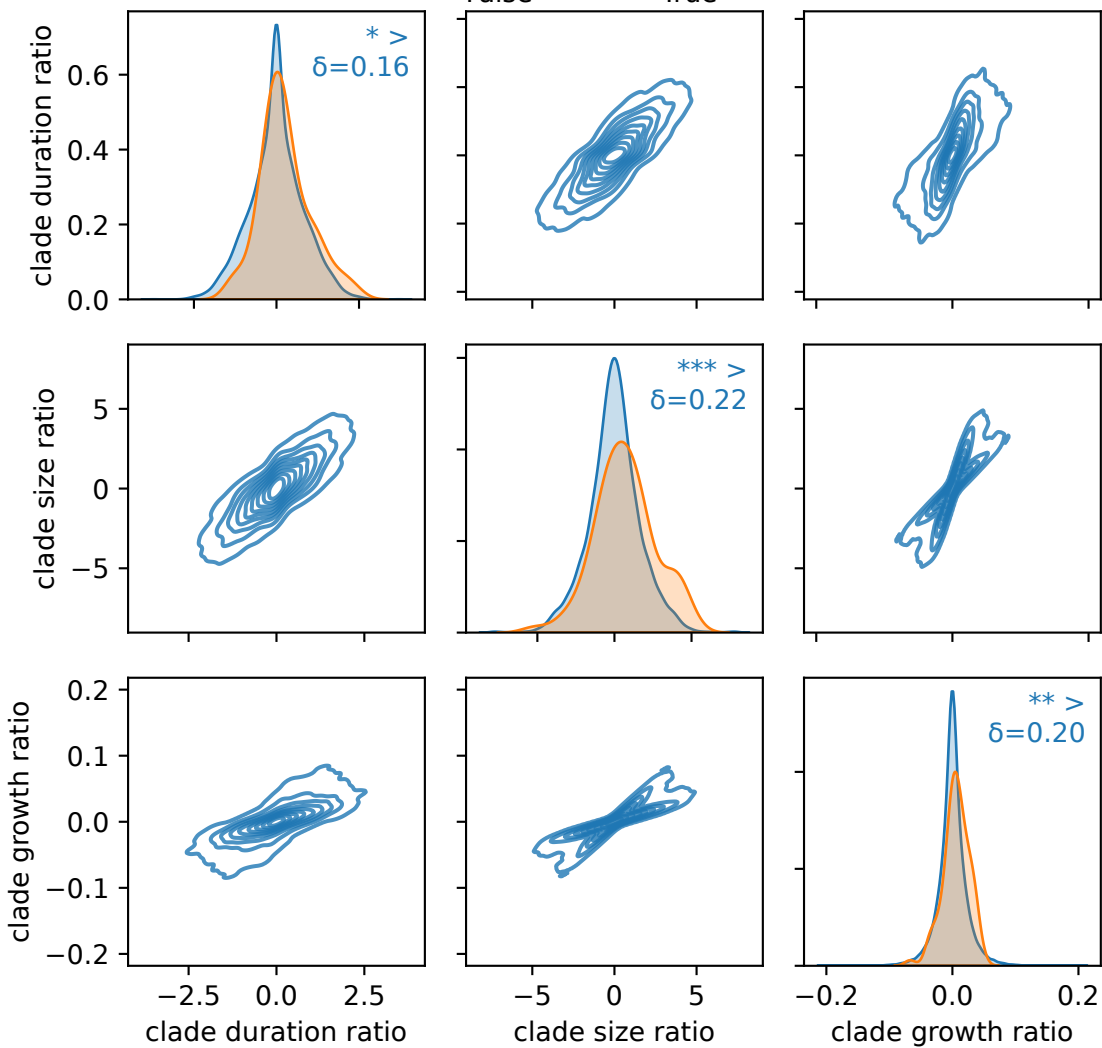 clade duration ratio
0.6
0.4
0.2
0.0
* >
δ=0.16
clade size ratio
5
0
−5
*** >
δ=0.22
clade growth ratio
0.2
0.1
0.0
−0.1
−0.2
** >
δ=0.20
−2.5 0.0 2.5
−5 0 5
−0.2 0.0 0.2
clade duration ratio
clade size ratio
clade growth ratio